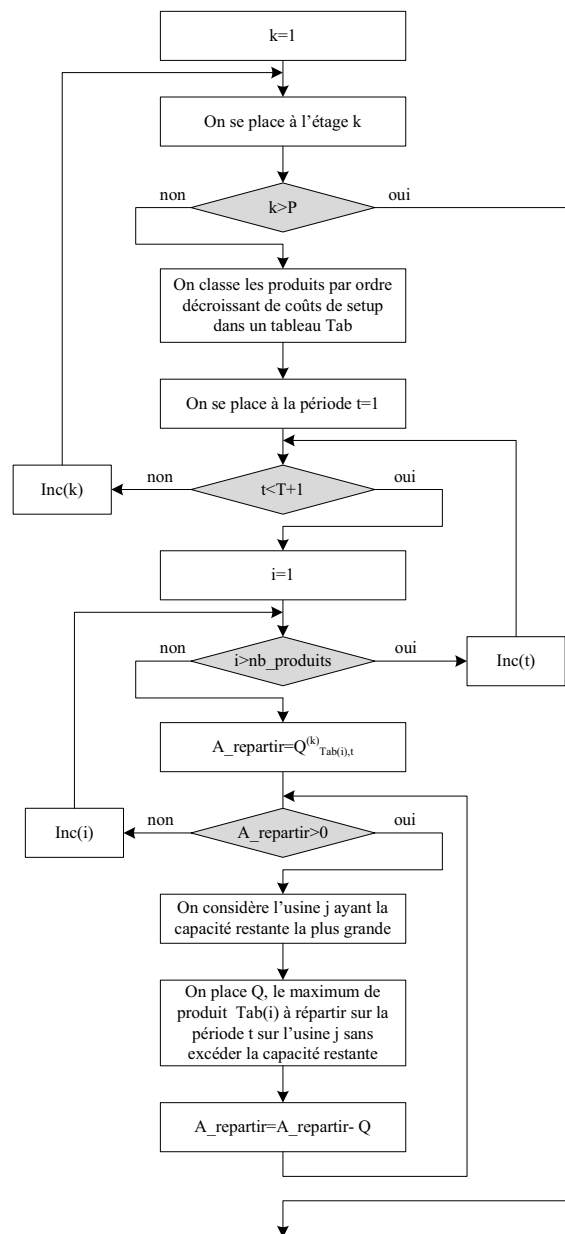 k=1
On se place à l’étage k
non
oui
k>P
On classe les produits par ordre
décroissant de coûts de setup
dans un tableau Tab
On se place à la période t=1
Inc(k)
non
t<T+1
oui
i=1
non
i>nb_produits
oui
Inc(t)
A_repartir=Q^{(k)}_{Tab(i),t}
Inc(i)
non
A_repartir>0
oui
On considère l’usine j ayant la
capacité restante la plus grande
On place Q, le maximum de
produit Tab(i) à répartir sur la
période t sur l’usine j sans
excéder la capacité restante
A_repartir=A_repartir- Q